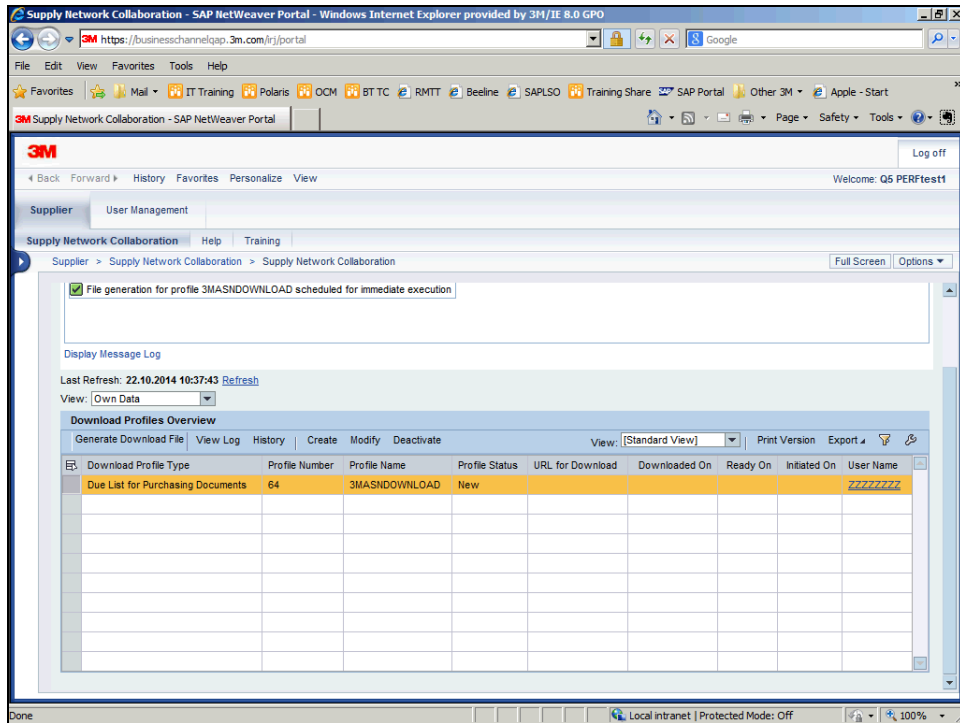 Supply Network Collaboration - SAP NetWeaver Portal - Windows Internet Explorer provided by 3M/IE 8.0 GPO
3M https://businesschannelqap.3m.com/irj/portal
Google
File Edit View Favorites Tools Help
Favorites Mail IT Training Polaris OCM BT TC RMTT Beeline SAPLSO Training Share SAP Portal Other 3M Apple - Start »
3M Supply Network Collaboration - SAP NetWeaver Portal
Page Safety Tools
3M
Log off
Back Forward History Favorites Personalize View
Welcome: Q5 PERFtest1
Supplier User Management
Supply Network Collaboration Help Training
Supplier > Supply Network Collaboration > Supply Network Collaboration
Full Screen Options
File generation for profile 3MASNDOWNLOAD scheduled for immediate execution
Display Message Log
Last Refresh: 22.10.2014 10:37:43 Refresh
View: Own Data
Download Profiles Overview
Generate Download File View Log History Create Modify Deactivate View: [Standard View] Print Version Export
Download Profile Type Profile Number Profile Name Profile Status URL for Download Downloaded On Ready On Initiated On User Name
Due List for Purchasing Documents 64 3MASNDOWNLOAD New ZZZZZZZZ
Done
Local intranet | Protected Mode: Off
100%